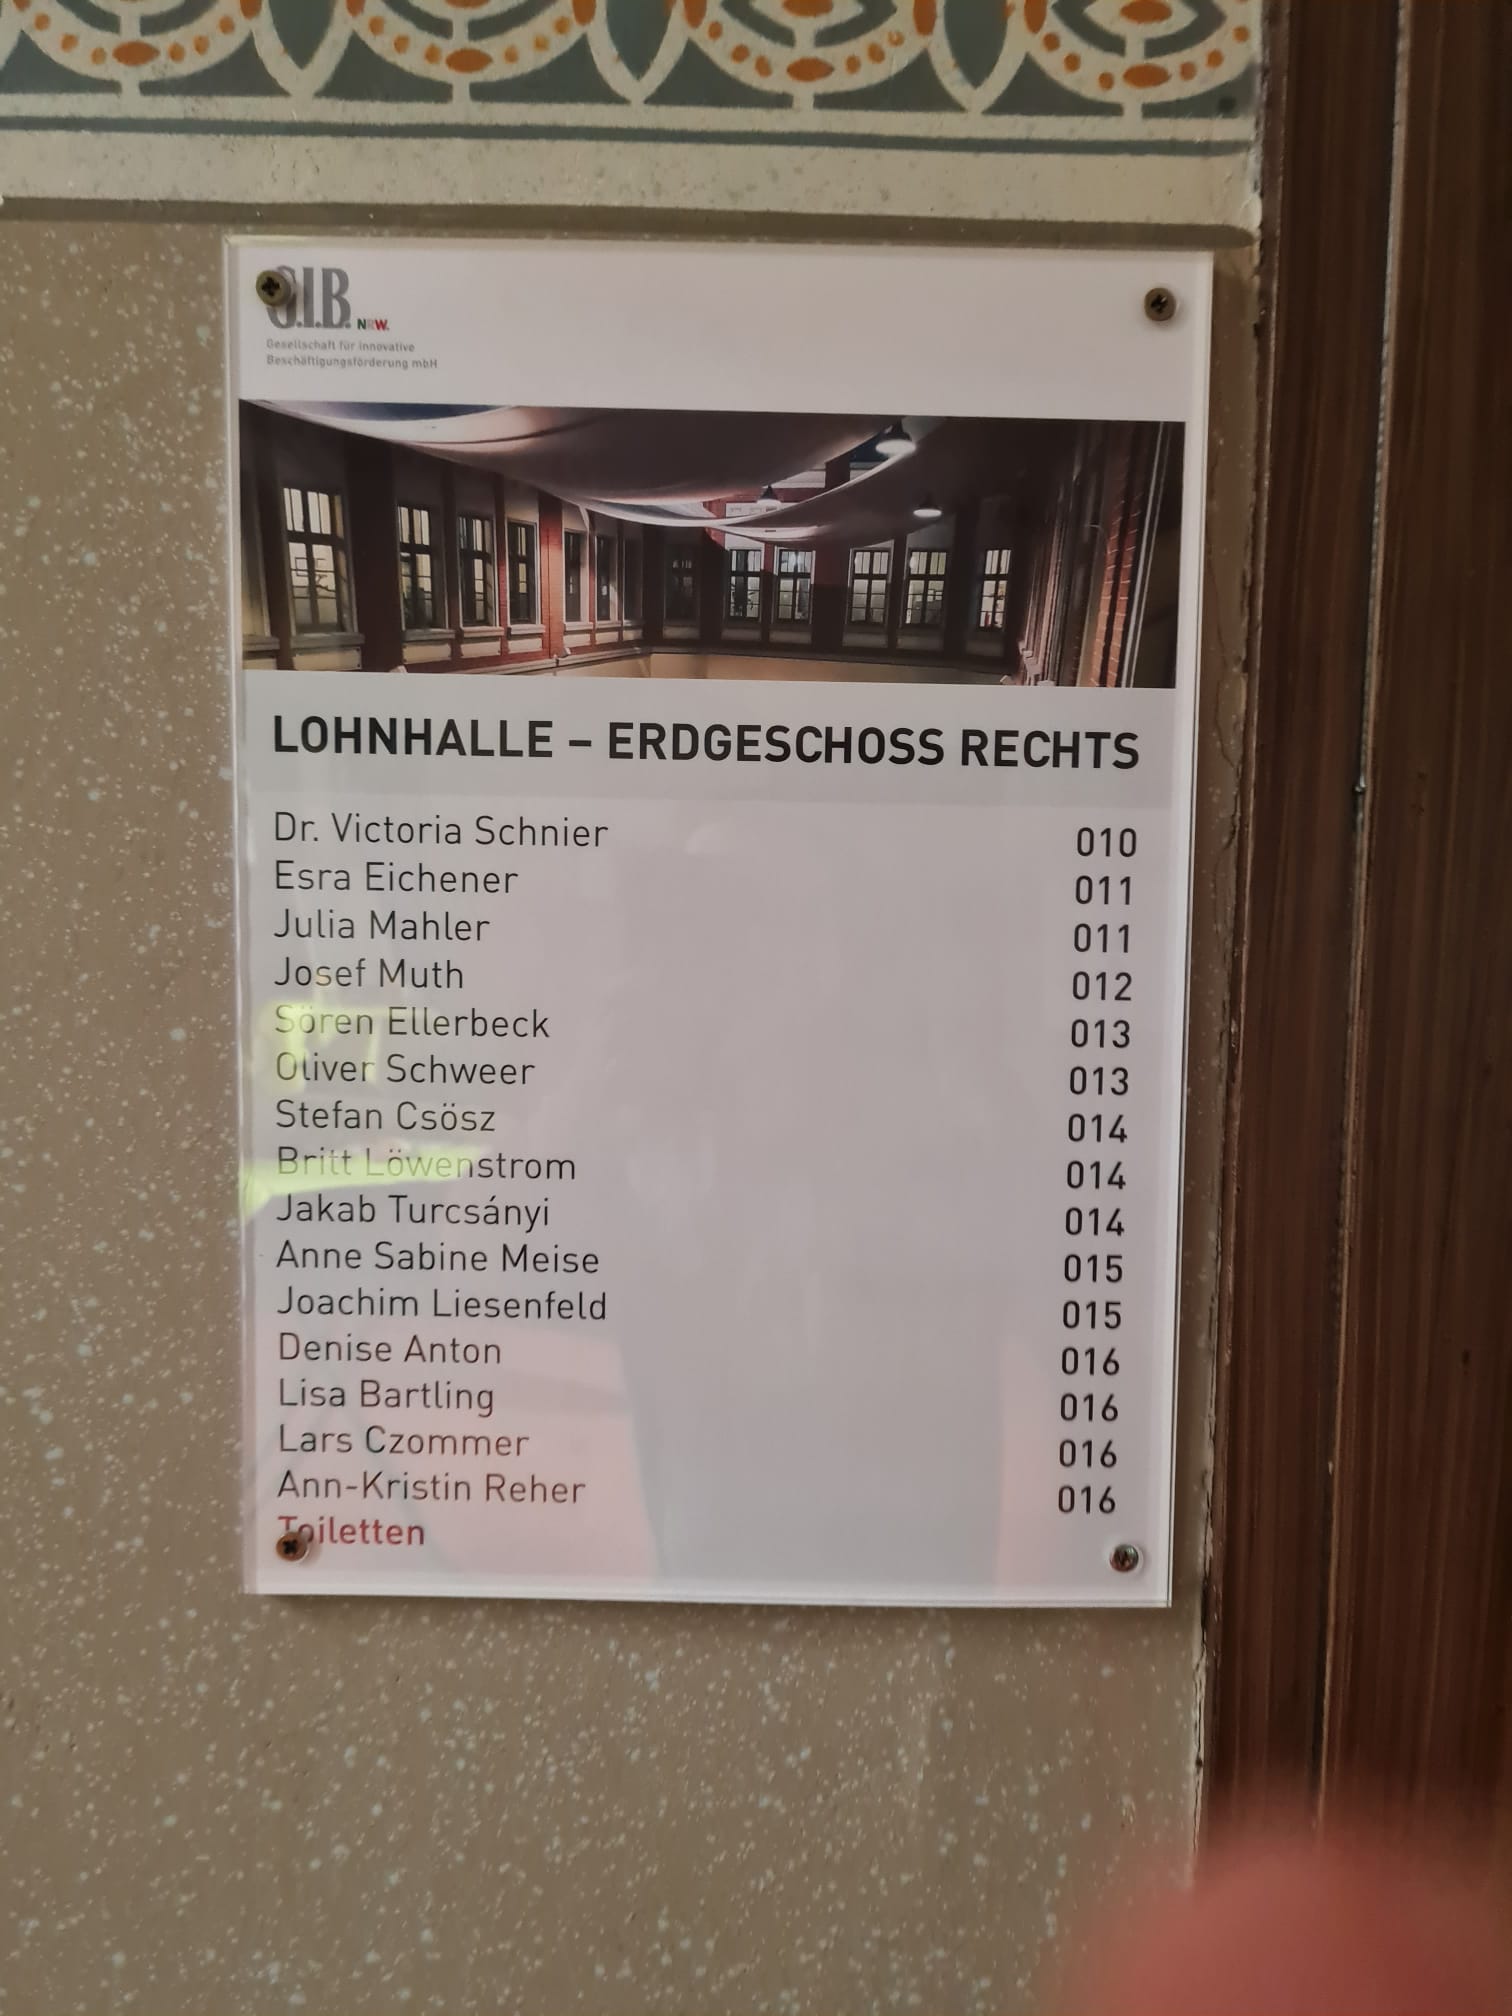 G.I.B. NRW.
Gesellschaft für innovative
Beschäftigungsförderung mbH
LOHNHALLE – ERDGESCHOSS RECHTS
Dr. Victoria Schnier 010
Esra Eichener 011
Julia Mahler 011
Josef Muth 012
Sören Ellerbeck 013
Oliver Schweer 013
Stefan Csösz 014
Britt Löwenstrom 014
Jakab Turcsányi 014
Anne Sabine Meise 015
Joachim Liesenfeld 015
Denise Anton 016
Lisa Bartling 016
Lars Czommer 016
Ann-Kristin Reher 016
Toiletten